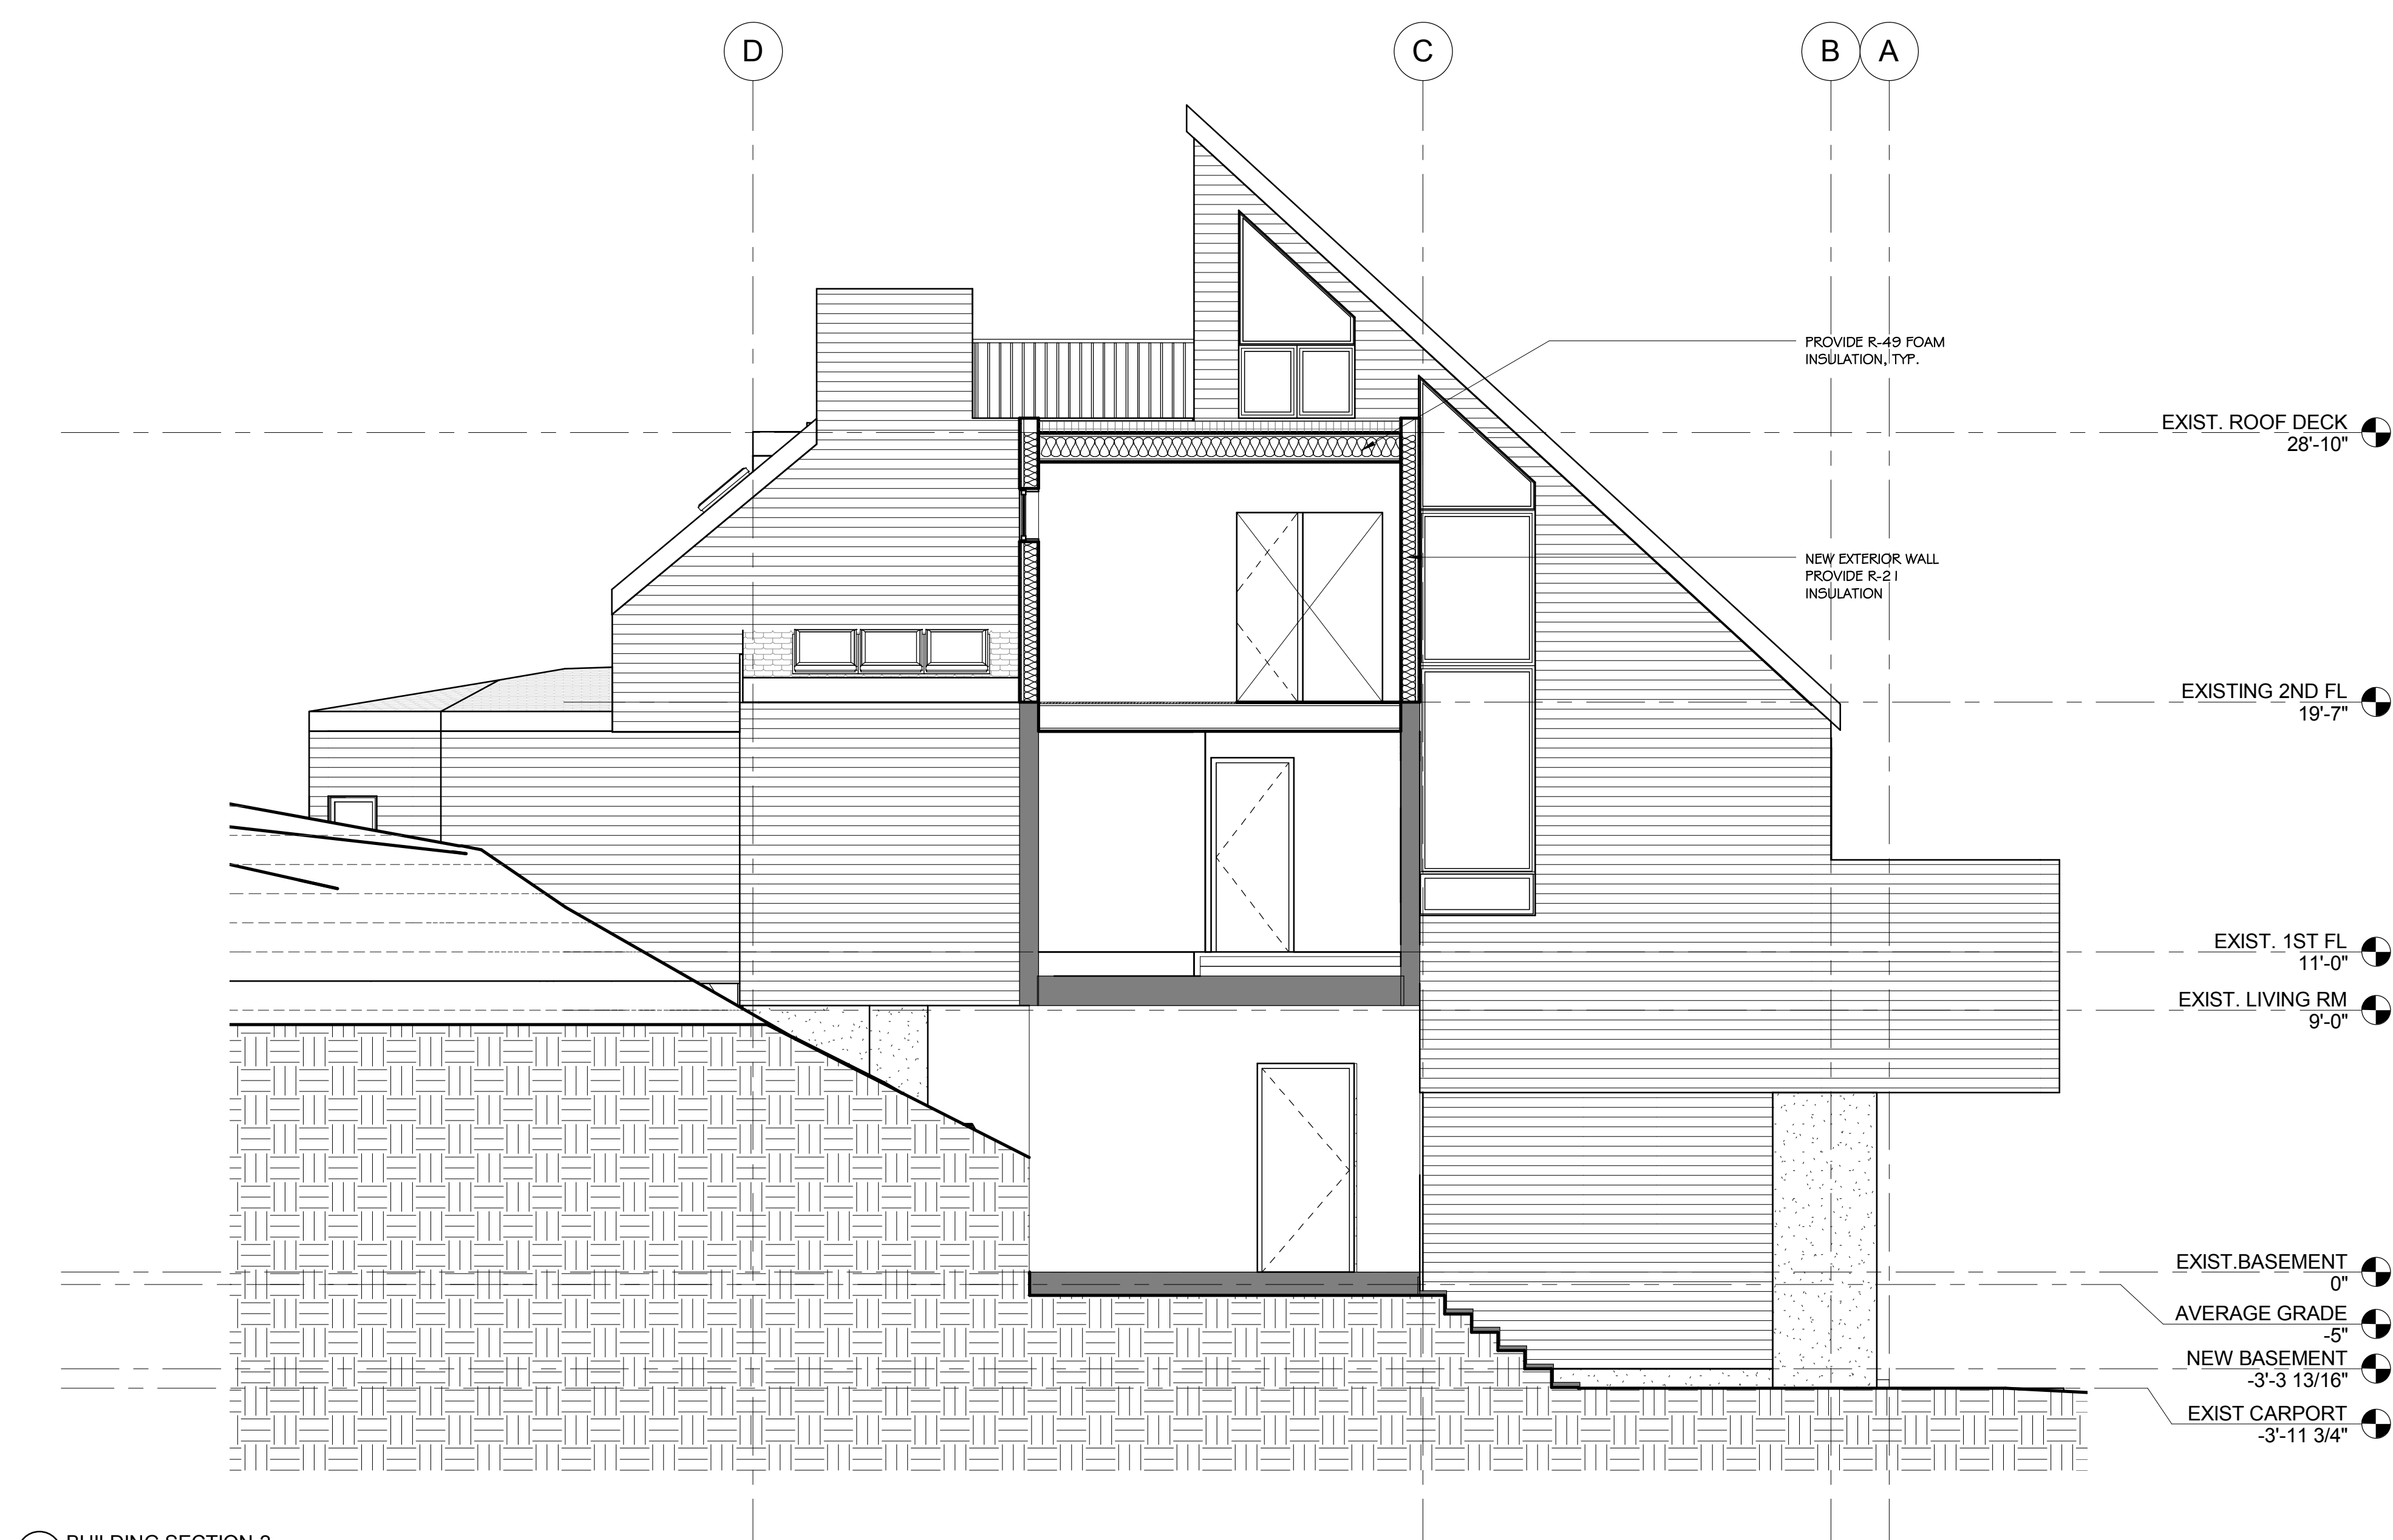 D
C
B
A
PROVIDE R-49 FOAM
INSULATION, TYP.
EXIST. ROOF DECK
28'-10"
NEW EXTERIOR WALL
PROVIDE R-21
INSULATION
EXISTING 2ND FL
19'-7"
EXIST. 1ST FL
11'-0"
EXIST. LIVING RM
9'-0"
EXIST.BASEMENT
0"
AVERAGE GRADE
-5"
NEW BASEMENT
-3'-3 13/16"
EXIST CARPORT
-3'-11 3/4"
BUILDING SECTION